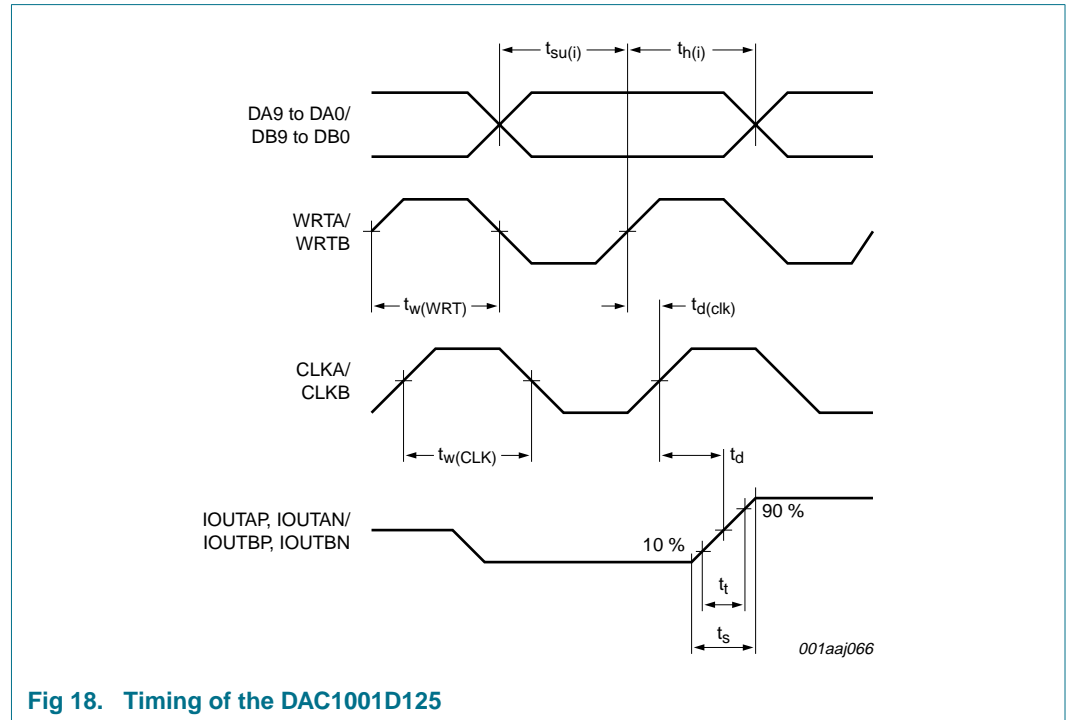 tsu(i)
th(i)
DA9 to DA0/
DB9 to DB0
WRTA/
WRTB
tw(WRT)
td(clk)
CLKA/
CLKB
tw(CLK)
td
IOUTAP, IOUTAN/
IOUTBP, IOUTBN
90 %
10 %
tt
ts
001aaj066
Fig 18. Timing of the DAC1001D125